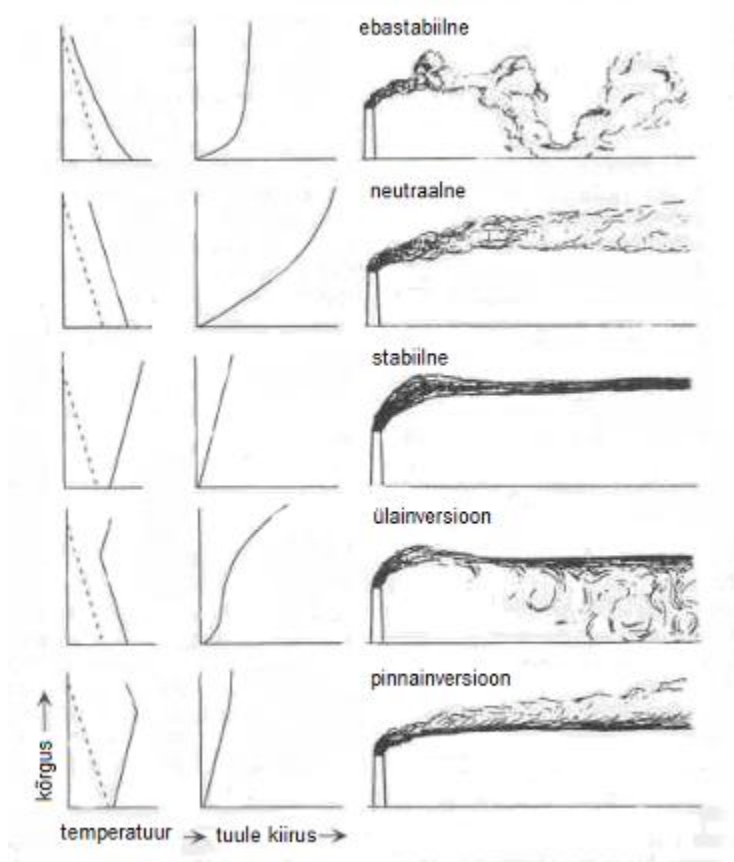 ebastabiilne
neutraalne
stabiilne
ülainversioon
pinnainversioon
kõrgus
temperatuur
tuule kiirus